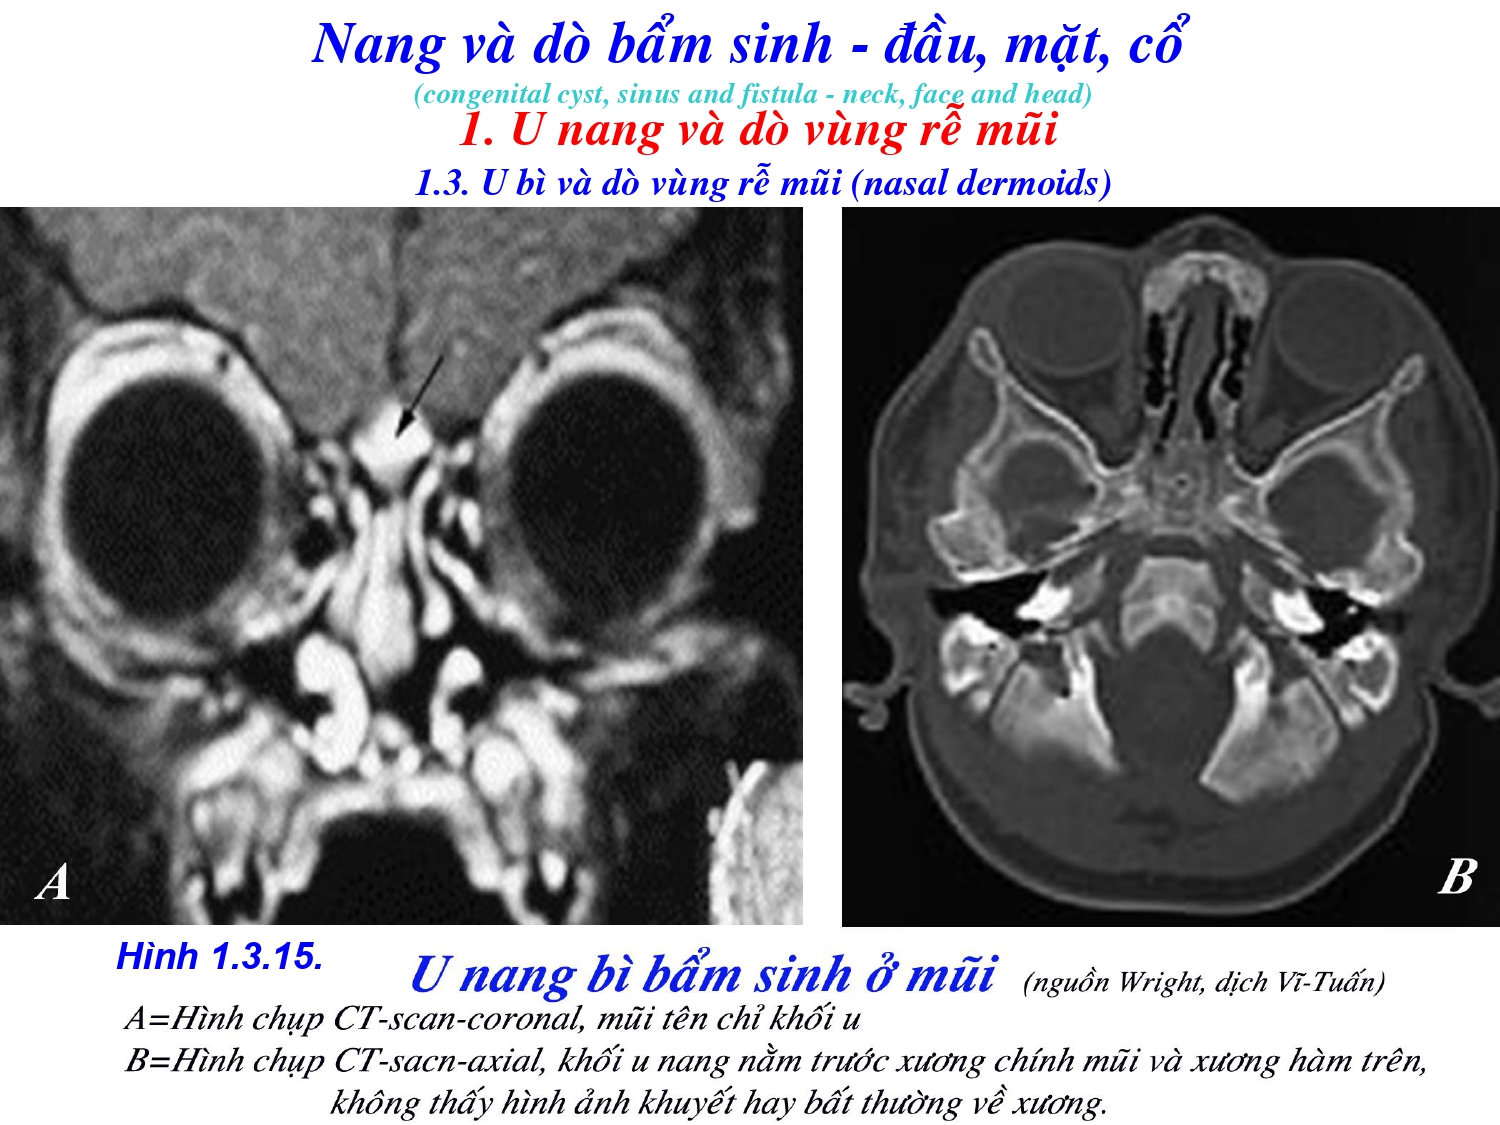 Nang và dò bẩm sinh - đầu, mặt, cổ
(congenital cyst, sinus and fistula - neck, face and head)
1. U nang và dò vùng rễ mũi
1.3. U bì và dò vùng rễ mũi (nasal dermoids)
A
B
Hình 1.3.15.
U nang bì bẩm sinh ở mũi (nguồn Wright, dịch Vĩ-Tuấn)
A=Hình chụp CT-scan-coronal, mũi tên chỉ khối u
B=Hình chụp CT-sacn-axial, khối u nang nằm trước xương chính mũi và xương hàm trên,
không thấy hình ảnh khuyết hay bất thường về xương.